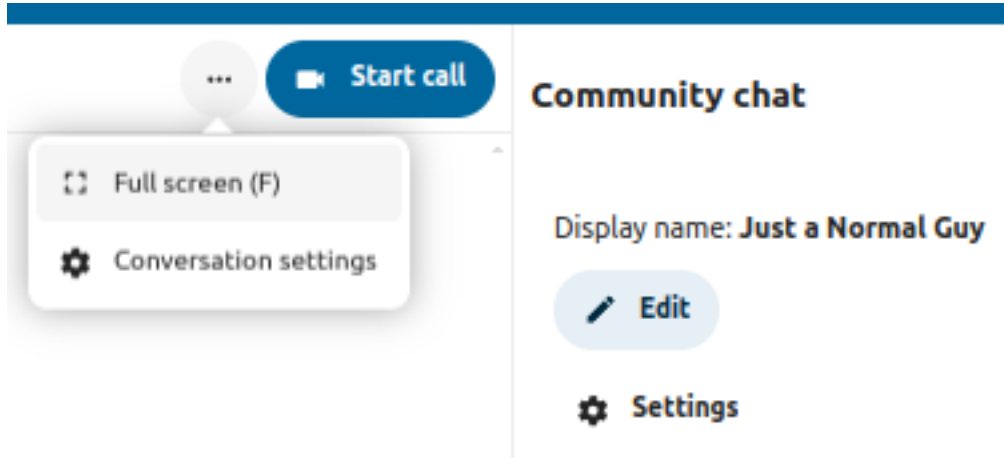 ... Start call
Full screen (F)
Conversation settings
Community chat
Display name: Just a Normal Guy
Edit
Settings